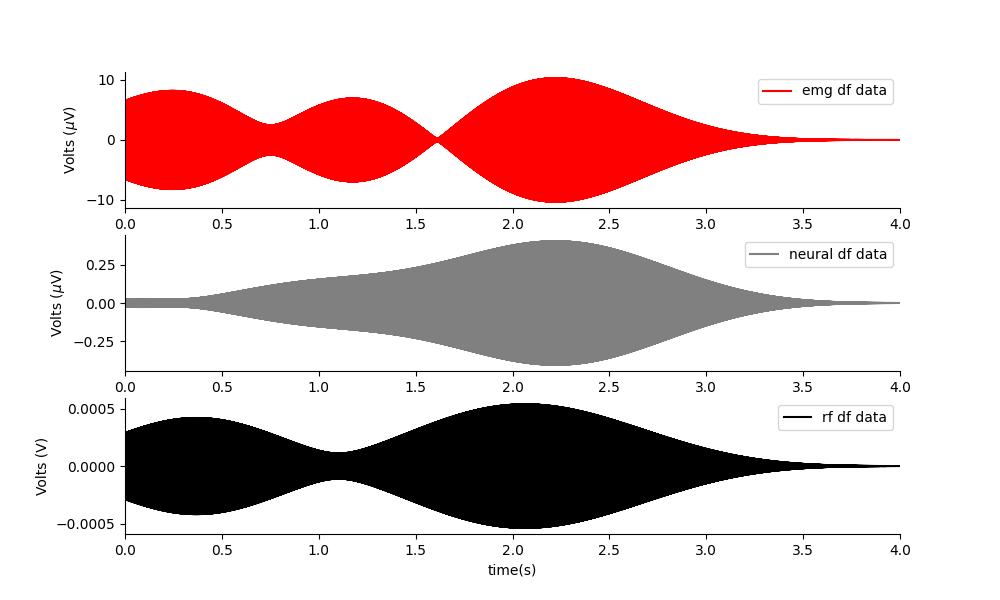 10
0
−10
Volts (μV)
emg df data
0.0 0.5 1.0 1.5 2.0 2.5 3.0 3.5 4.0
0.25
0.00
−0.25
Volts (μV)
neural df data
0.0 0.5 1.0 1.5 2.0 2.5 3.0 3.5 4.0
0.0005
0.0000
−0.0005
Volts (V)
rf df data
0.0 0.5 1.0 1.5 2.0 2.5 3.0 3.5 4.0
time(s)